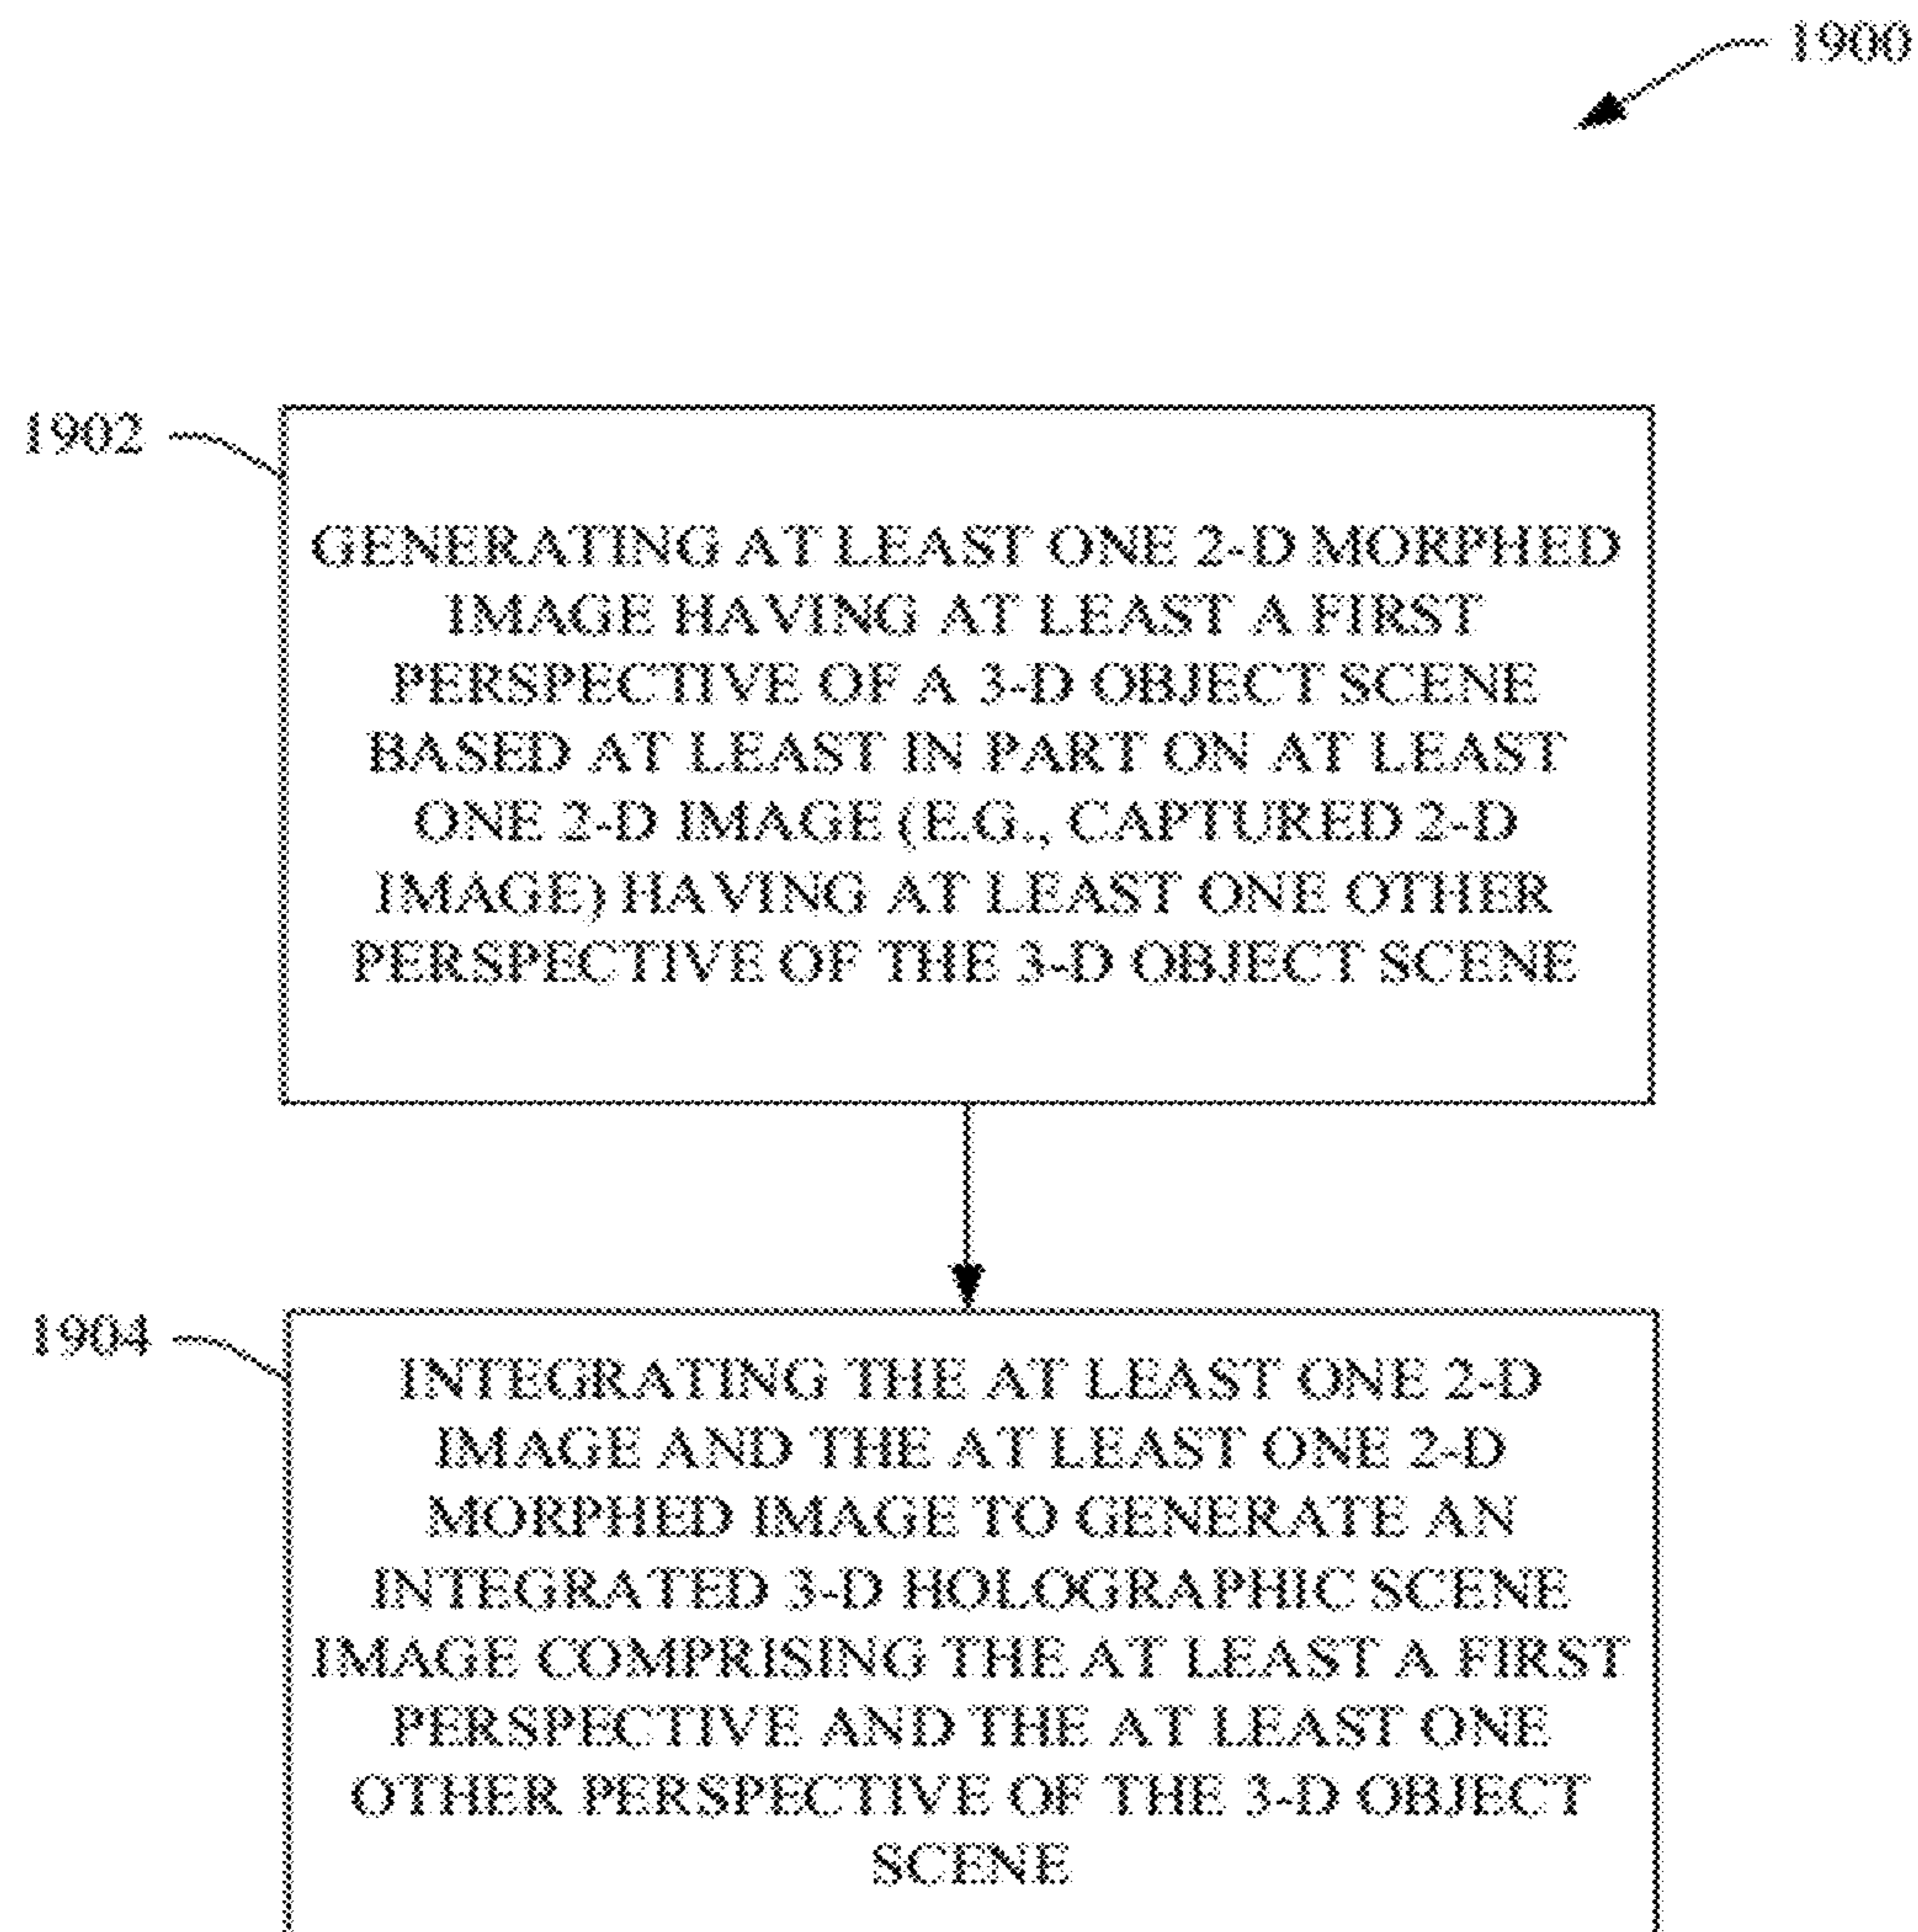 1900
1902
GENERATING AT LEAST ONE 2-D MORPHED
IMAGE HAVING AT LEAST A FIRST
PERSPECTIVE OF A 3-D OBJECT SCENE
BASED AT LEAST IN PART ON AT LEAST
ONE 2-D IMAGE (E.G., CAPTURED 2-D
IMAGE) HAVING AT LEAST ONE OTHER
PERSPECTIVE OF THE 3-D OBJECT SCENE
1904
INTEGRATING THE AT LEAST ONE 2-D
IMAGE AND THE AT LEAST ONE 2-D
MORPHED IMAGE TO GENERATE AN
INTEGRATED 3-D HOLOGRAPHIC SCENE
IMAGE COMPRISING THE AT LEAST A FIRST
PERSPECTIVE AND THE AT LEAST ONE
OTHER PERSPECTIVE OF THE 3-D OBJECT
SCENE